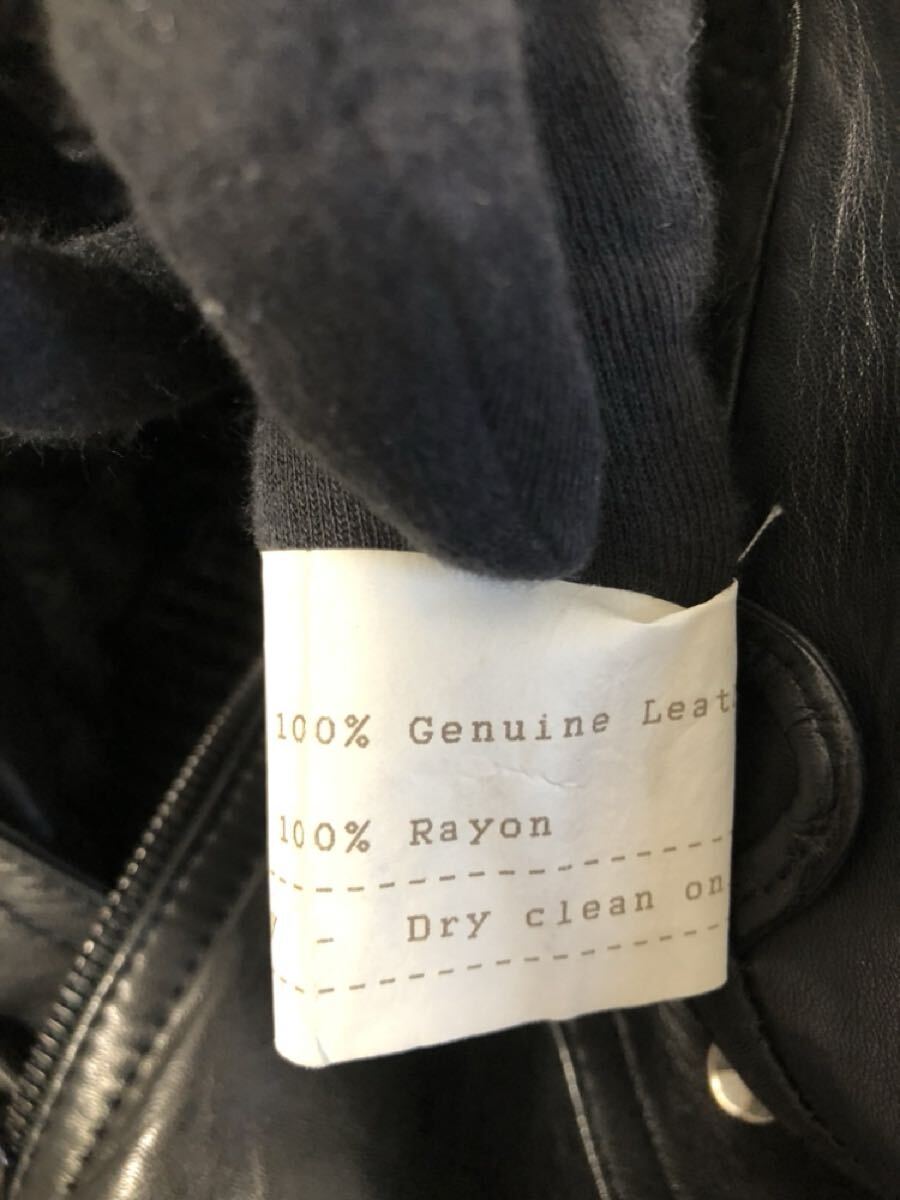 100% Genuine Leat
100% Rayon
- Dry clean on